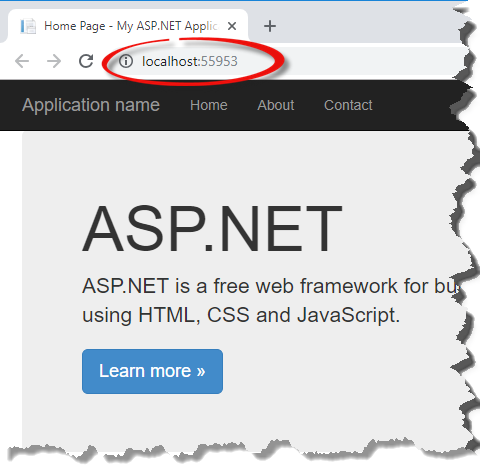 Home Page - My ASP.NET Applic
localhost:55953
Application name Home About Contact
ASP.NET
ASP.NET is a free web framework for bu
using HTML, CSS and JavaScript.
Learn more »